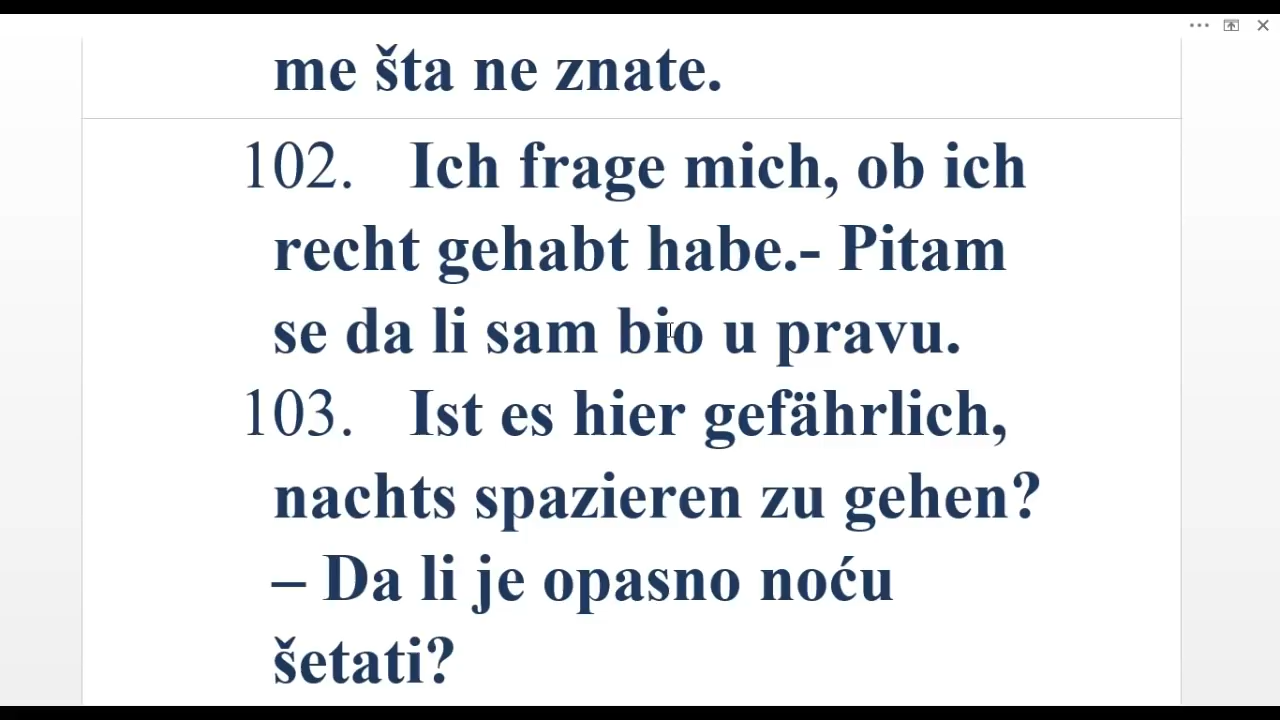 me šta ne znate.
102. Ich frage mich, ob ich
recht gehabt habe.- Pitam
se da li sam bio u pravu.
103. Ist es hier gefährlich,
nachts spazieren zu gehen?
– Da li je opasno noću
šetati?